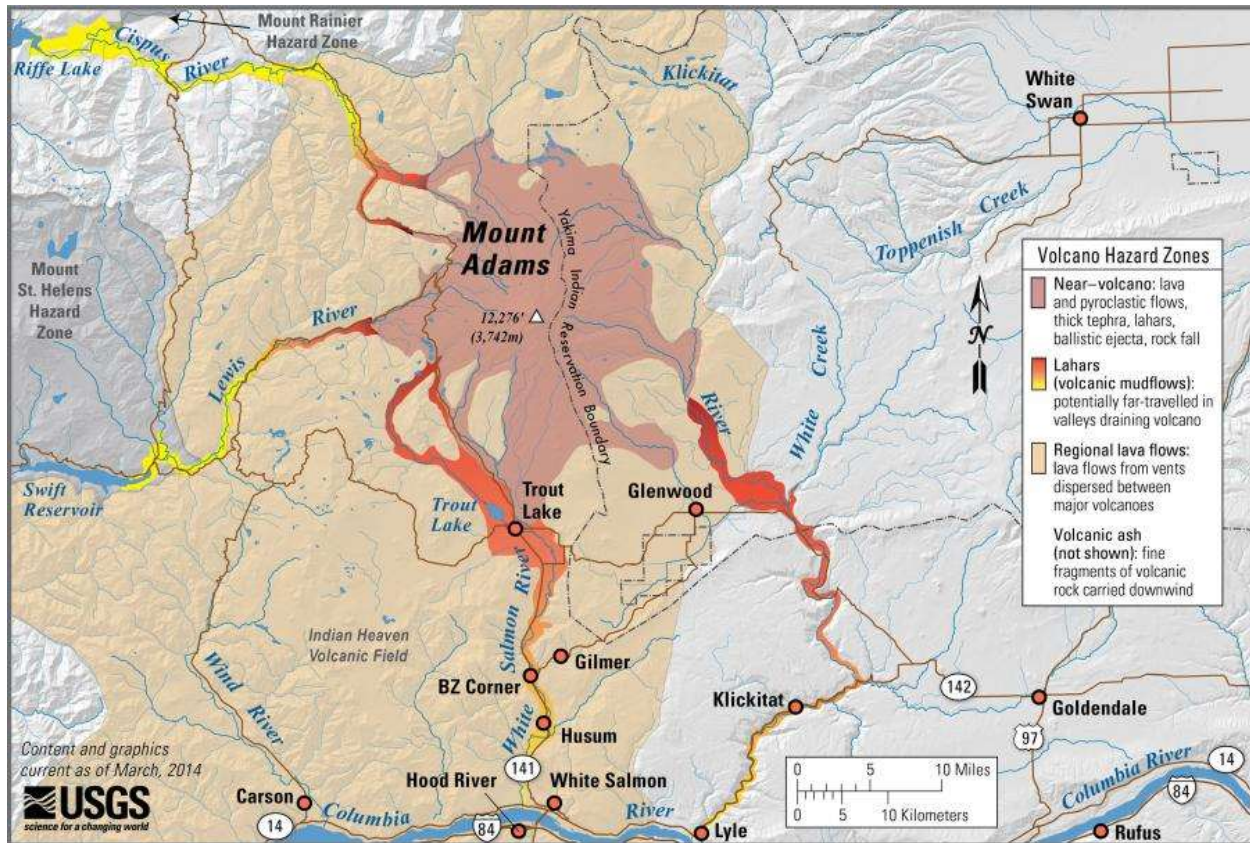 Mount Rainier
Hazard Zone
Cispus
River
Riffe Lake
Klickitat
White
Swan
Toppenish Creek
Mount
St. Helens
Hazard
Zone
Mount
Adams
12,276'
(3,742m)
Yakima Indian Reservation Boundary
Lewis
River
River
White
Creek
Swift
Reservoir
Trout
Lake
Trout
Lake
Glenwood
Indian Heaven
Volcanic Field
White
Salmon
River
Gilmer
BZ Corner
Husum
141
Wind
River
Klickitat
142
Goldendale
97
Hood River
White Salmon
Carson
14
Columbia
84
River
Lyle
Columbia River
14
84
Rufus
Volcano Hazard Zones
Near–volcano: lava
and pyroclastic flows,
thick tephra, lahars,
ballistic ejecta, rock fall
Lahars
(volcanic mudflows):
potentially far-travelled in
valleys draining volcano
Regional lava flows:
lava flows from vents
dispersed between
major volcanoes
Volcanic ash
(not shown): fine
fragments of volcanic
rock carried downwind
N
0 5 10 Miles
0 5 10 Kilometers
Content and graphics
current as of March, 2014
USGS
science for a changing world